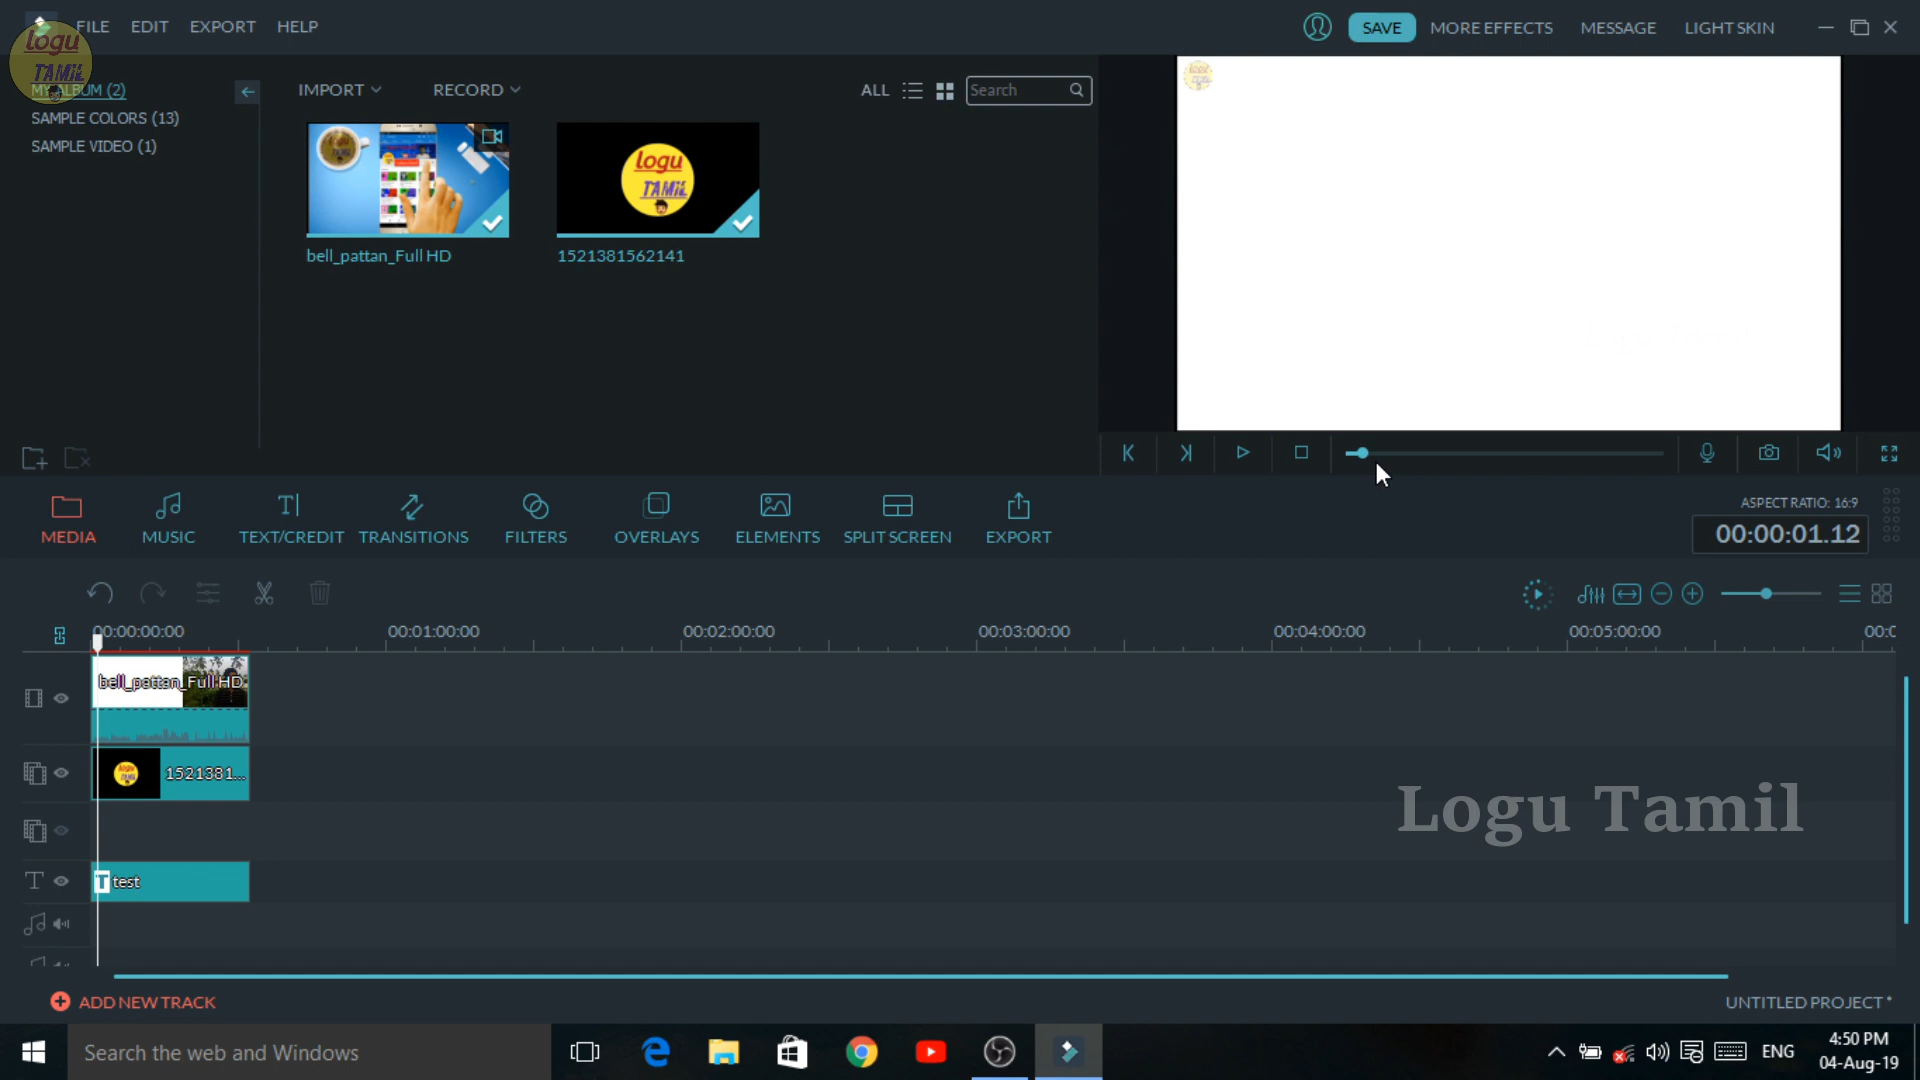 FILE EDIT EXPORT HELP
SAVE MORE EFFECTS MESSAGE LIGHT SKIN
logu
TAMIL
MY ALBUM (2)
SAMPLE COLORS (13)
SAMPLE VIDEO (1)
IMPORT RECORD ALL Search
logu
TAMIL
bell_pattan_Full HD 1521381562141
MEDIA MUSIC TEXT/CREDIT TRANSITIONS FILTERS OVERLAYS ELEMENTS SPLIT SCREEN EXPORT
ASPECT RATIO: 16:9
00:00:01.12
00:00:00:00 00:01:00:00 00:02:00:00 00:03:00:00 00:04:00:00 00:05:00:00
bell_pattan_Full HD
1521381...
Logu Tamil
T test
ADD NEW TRACK
UNTITLED PROJECT *
Search the web and Windows
ENG
4:50 PM
04-Aug-19